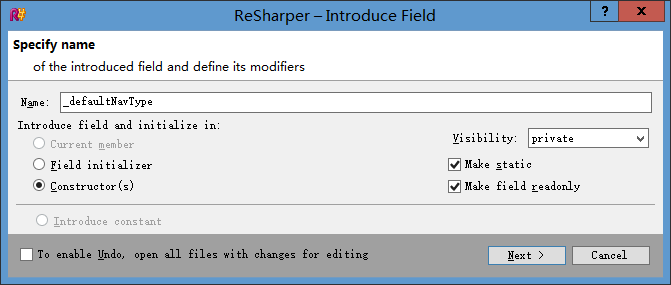 ReSharper – Introduce Field
?
Specify name
of the introduced field and define its modifiers
Name: _defaultNavType
Introduce field and initialize in:
Visibility: private
Current member
Field initializer
Make static
Constructor(s)
Make field readonly
Introduce constant
To enable Undo, open all files with changes for editing
Next >
Cancel